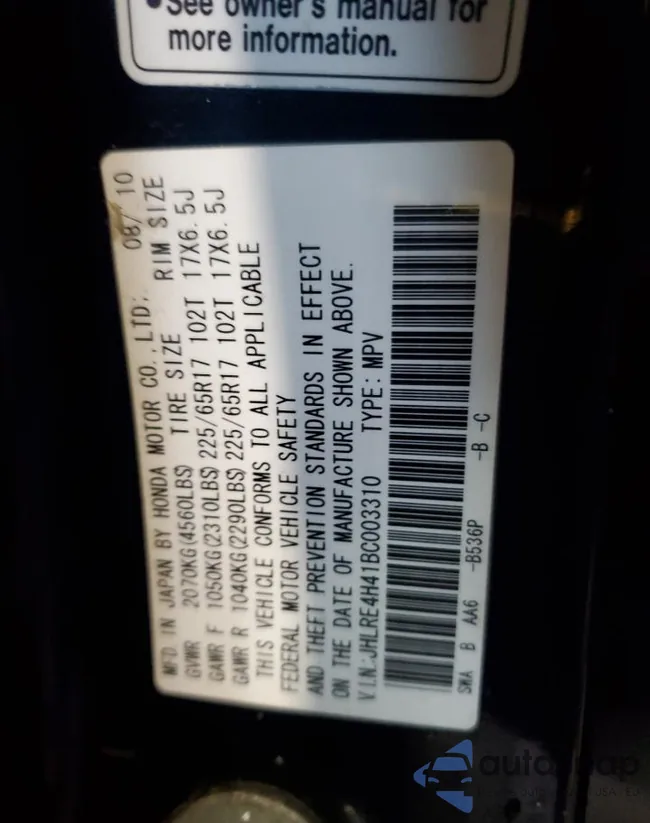 •See owner's manual for
more information.
MFD IN JAPAN BY HONDA MOTOR CO.,LTD. 08/ 10
GVWR 2070KG(4560LBS) TIRE SIZE RIM SIZE
GAWR F 1050KG(2310LBS) 225/65R17 102T 17X6.5J
GAWR R 1040KG(2290LBS) 225/65R17 102T 17X6.5J
THIS VEHICLE CONFORMS TO ALL APPLICABLE
FEDERAL MOTOR VEHICLE SAFETY
AND THEFT PREVENTION STANDARDS IN EFFECT
ON THE DATE OF MANUFACTURE SHOWN ABOVE.
V.I.N.:JHLRE4H41BC003310 TYPE: MPV
SWA B AA6 -B536P -B -C